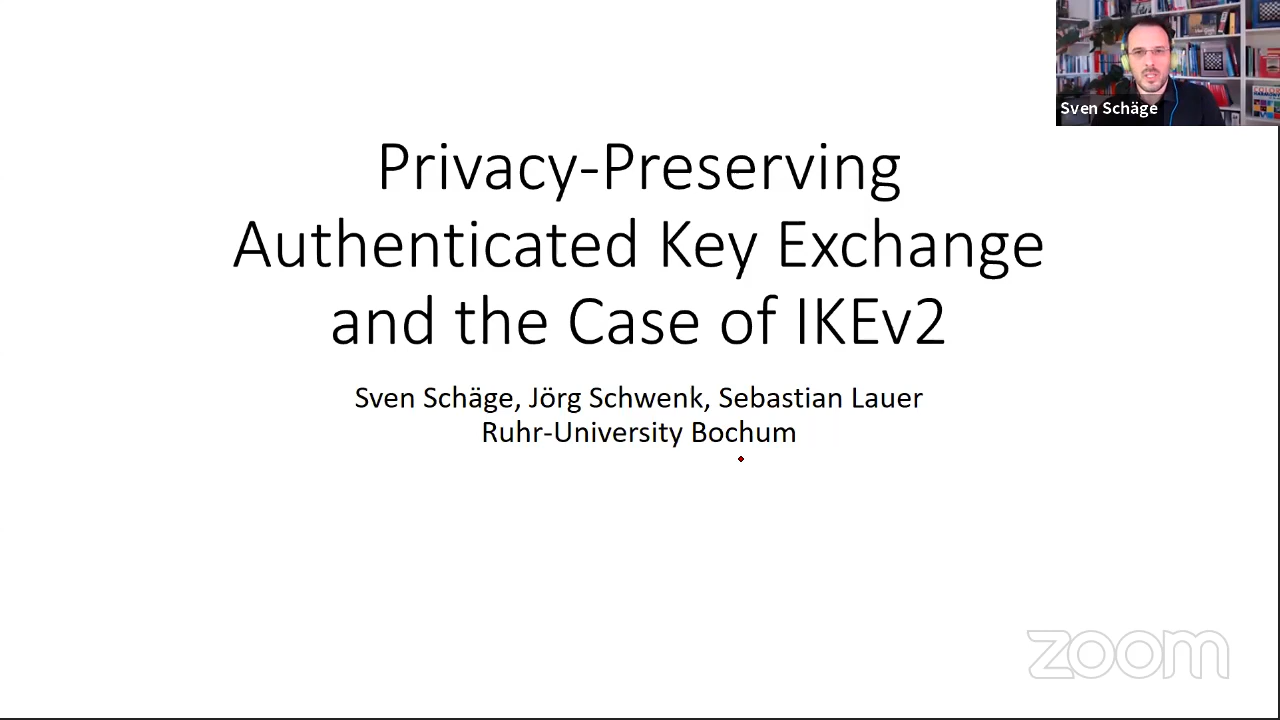 Sven Schäge
Privacy-Preserving
Authenticated Key Exchange
and the Case of IKEv2
Sven Schäge, Jörg Schwenk, Sebastian Lauer
Ruhr-University Bochum
zoom